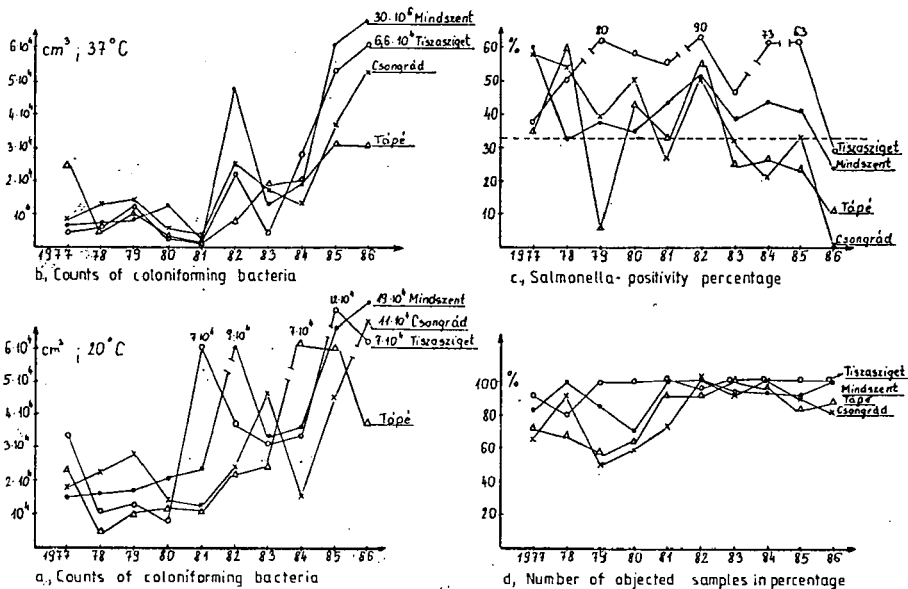 cm³ ; 37°C
6·10⁴
5·10⁴
4·10⁴
3·10⁴
2·10⁴
10⁴
30·10⁶ Mindszent
6,6·10⁴ Tiszasziget
Csongrád
Tápé
1977 78 79 80 81 82 83 84 85 86
b, Counts of coloniforming bacteria
%
60
50
40
30
20
10
80
90
73
63
Tiszasziget
Mindszent
Tápé
Csongrád
1977 78 79 80 81 82 83 84 85 86
c, Salmonella-positivity percentage
cm² ; 20°C
6·10⁴
5·10⁴
4·10⁴
3·10⁴
2·10⁴
10⁴
7·10⁴
9·10⁴
7·10⁴
12·10⁴
19·10⁴ Mindszent
11·10⁴ Csongrád
7·10⁴ Tiszasziget
Tápé
1977 78 79 80 81 82 83 84 85 86
a, Counts of coloniforming bacteria
%
100
80
60
40
20
Tiszasziget
Mindszent
Tápé
Csongrád
1977 78 79 80 81 82 83 84 85 86
d, Number of objected samples in percentage